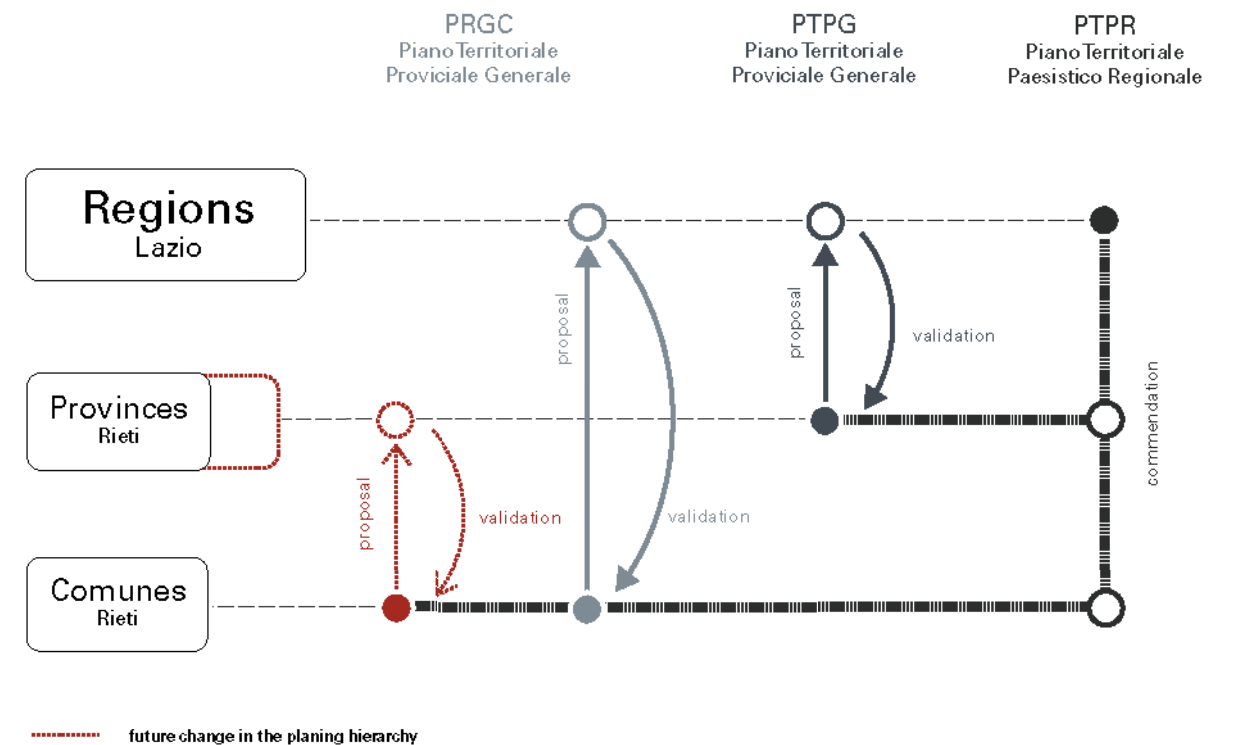 PRGC
Piano Territoriale
Proviciale Generale
PTPG
Piano Territoriale
Proviciale Generale
PTPR
Piano Territoriale
Paesistico Regionale
Regions
Lazio
proposal
proposal
validation
Provinces
Rieti
commendation
proposal
validation
validation
Comunes
Rieti
future change in the planing hierarchy